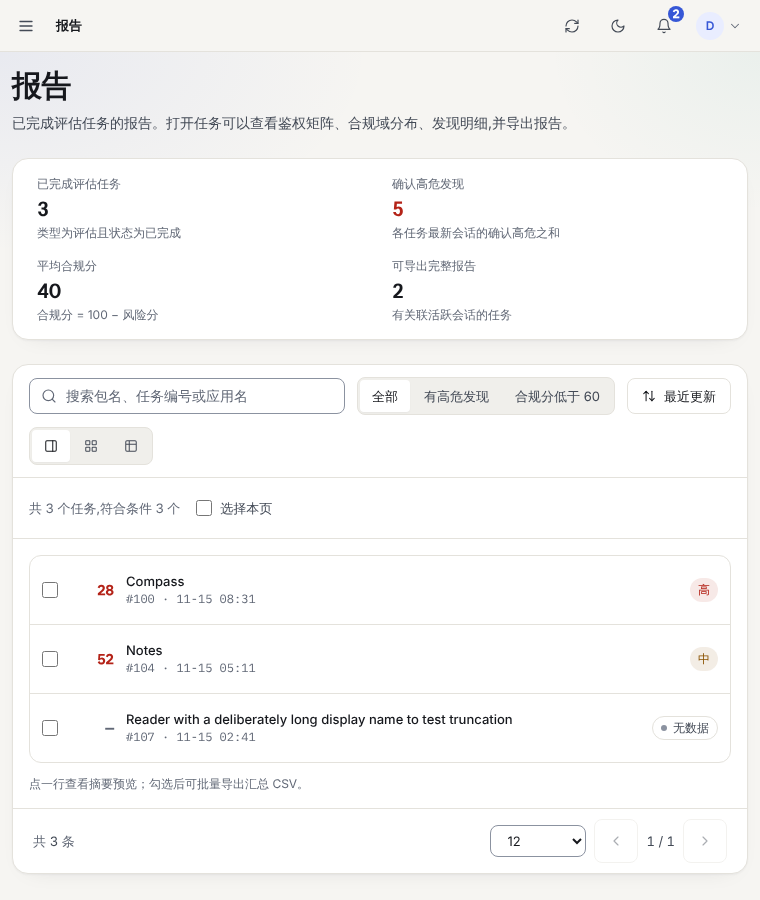 报告
2
D
报告
已完成评估任务的报告。打开任务可以查看鉴权矩阵、合规域分布、发现明细,并导出报告。
已完成评估任务
3
类型为评估且状态为已完成
确认高危发现
5
各任务最新会话的确认高危之和
平均合规分
40
合规分 = 100 − 风险分
可导出完整报告
2
有关联活跃会话的任务
搜索包名、任务编号或应用名
全部 有高危发现 合规分低于 60
最近更新
共 3 个任务,符合条件 3 个 选择本页
28 Compass 高
#100 · 11-15 08:31
52 Notes 中
#104 · 11-15 05:11
– Reader with a deliberately long display name to test truncation 无数据
#107 · 11-15 02:41
点一行查看摘要预览；勾选后可批量导出汇总 CSV。
共 3 条 12 1 / 1